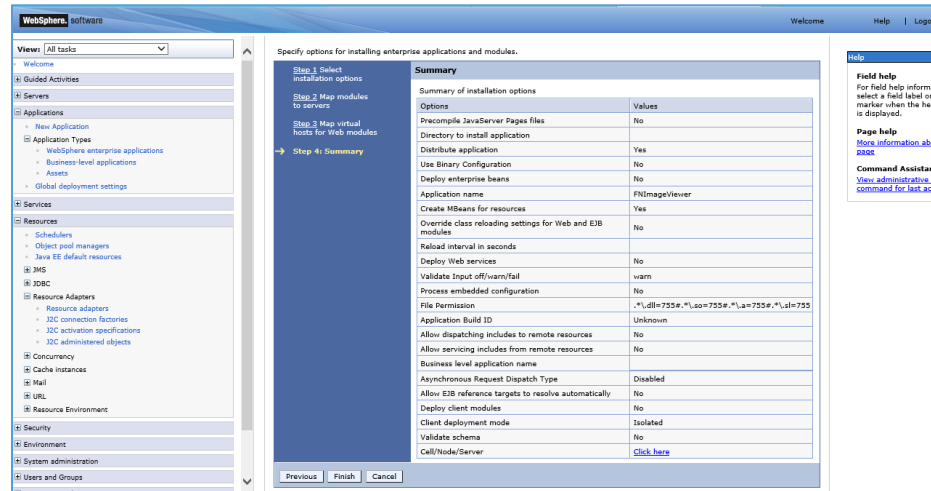 WebSphere. software
Welcome Help | Logo
View: All tasks
Welcome
Guided Activities
Servers
Applications
New Application
Application Types
WebSphere enterprise applications
Business-level applications
Assets
Global deployment settings
Services
Resources
Schedulers
Object pool managers
Java EE default resources
JMS
JDBC
Resource Adapters
Resource adapters
J2C connection factories
J2C activation specifications
J2C administered objects
Concurrency
Cache instances
Mail
URL
Resource Environment
Security
Environment
System administration
Users and Groups
Specify options for installing enterprise applications and modules.
Step 1 Select
installation options
Step 2 Map modules
to servers
Step 3 Map virtual
hosts for Web modules
Step 4: Summary
Summary
Summary of installation options
Options Values
Precompile JavaServer Pages files No
Directory to install application
Distribute application Yes
Use Binary Configuration No
Deploy enterprise beans No
Application name FNImageViewer
Create MBeans for resources Yes
Override class reloading settings for Web and EJB
modules No
Reload interval in seconds
Deploy Web services No
Validate Input off/warn/fail warn
Process embedded configuration No
File Permission .*\.dll=755#.*\.so=755#.*\.a=755#.*\.sl=755
Application Build ID Unknown
Allow dispatching includes to remote resources No
Allow servicing includes from remote resources No
Business level application name
Asynchronous Request Dispatch Type Disabled
Allow EJB reference targets to resolve automatically No
Deploy client modules No
Client deployment mode Isolated
Validate schema No
Cell/Node/Server Click here
Previous Finish Cancel
Help
Field help
For field help inform
select a field label o
marker when the he
is displayed.
Page help
More information ab
page
Command Assistan
View administrative
command for last ac